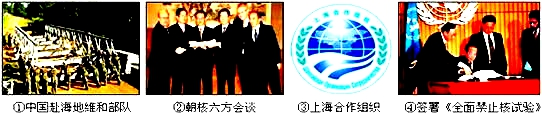 ①中国赴海地维和部队
②朝核六方会谈
③上海合作组织
④签署《全面禁止核试验》